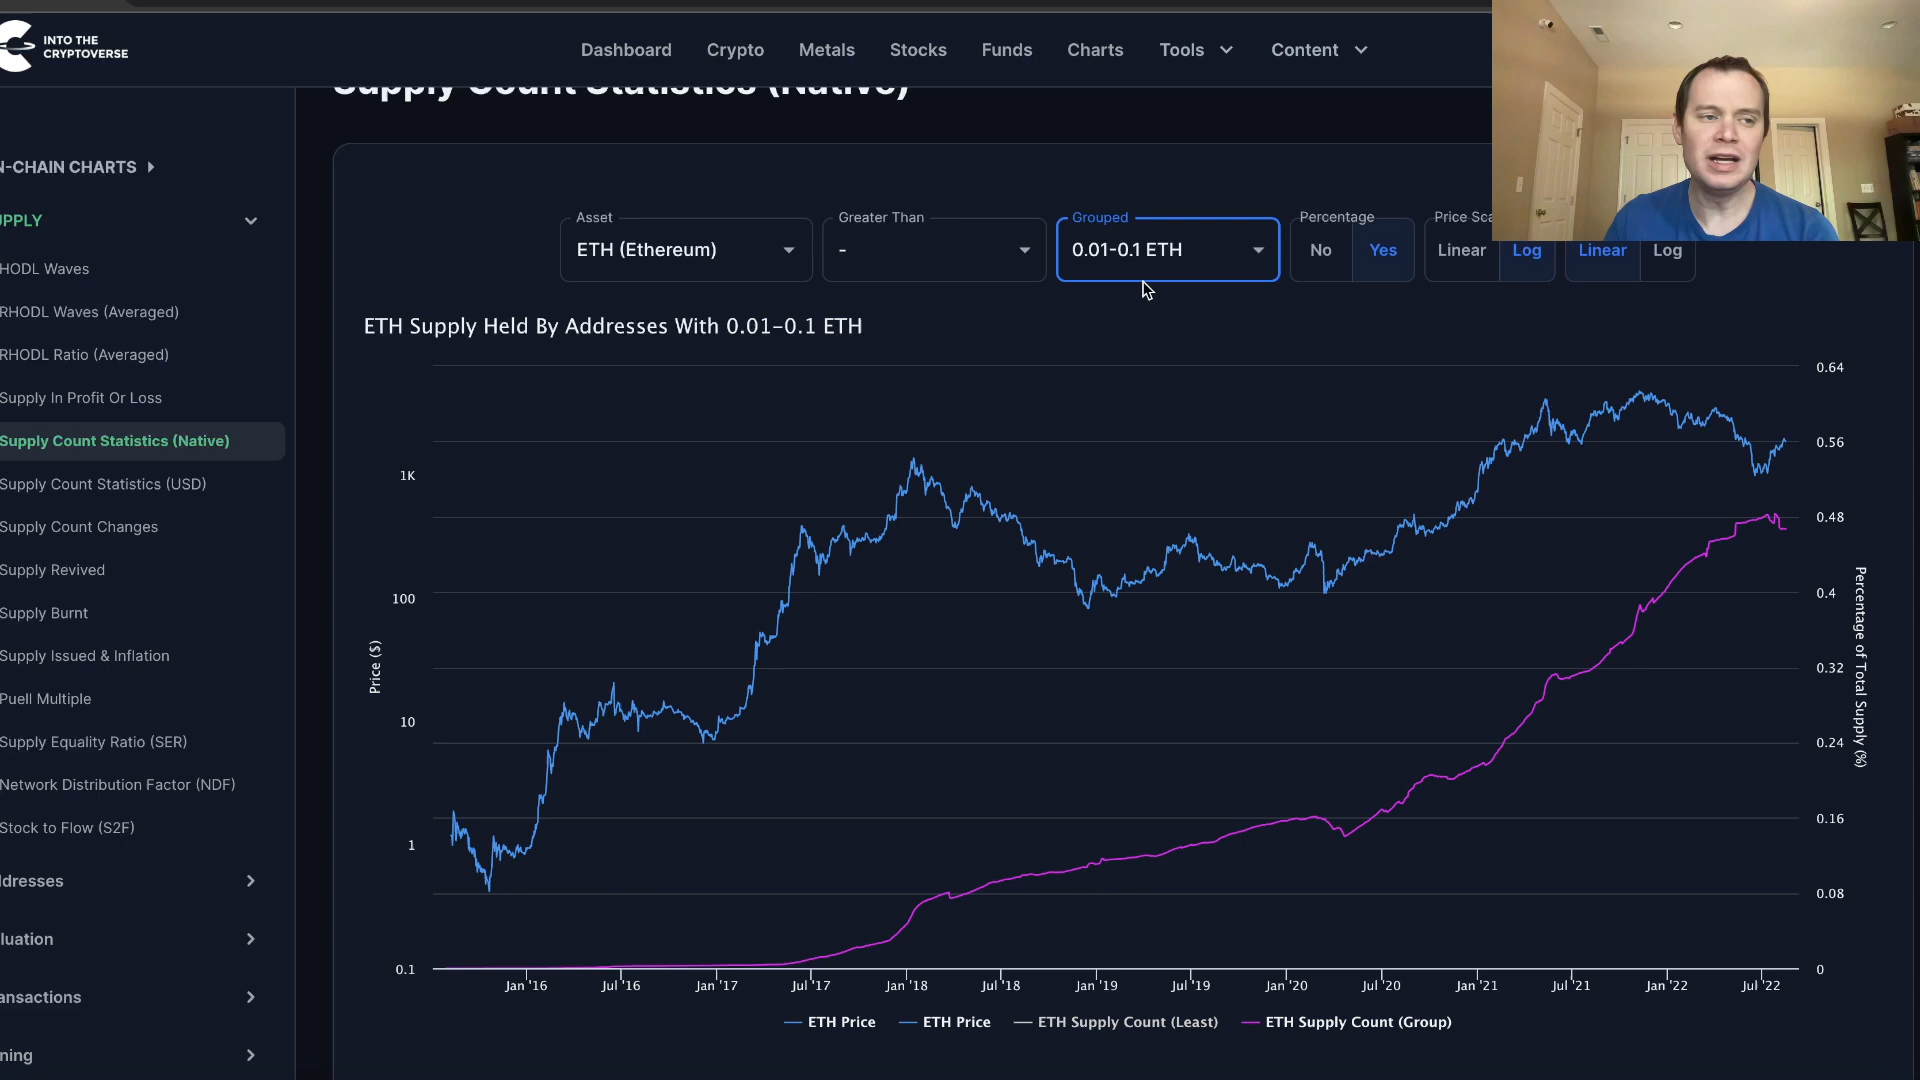 INTO THE
CRYPTOVERSE
Dashboard
Crypto
Metals
Stocks
Funds
Charts
Tools
Content
Supply Count Statistics (Native)
N-CHAIN CHARTS
UPPLY
HODL Waves
RHODL Waves (Averaged)
RHODL Ratio (Averaged)
Supply In Profit Or Loss
Supply Count Statistics (Native)
Supply Count Statistics (USD)
Supply Count Changes
Supply Revived
Supply Burnt
Supply Issued & Inflation
Puell Multiple
Supply Equality Ratio (SER)
Network Distribution Factor (NDF)
Stock to Flow (S2F)
ddresses
luation
ansactions
ning
Asset
ETH (Ethereum)
Greater Than
-
Grouped
0.01-0.1 ETH
Percentage
No
Yes
Price Sca
Linear
Log
Linear
Log
ETH Supply Held By Addresses With 0.01-0.1 ETH
1K
100
10
1
0.1
Price ($)
0.64
0.56
0.48
0.4
0.32
0.24
0.16
0.08
0
Percentage of Total Supply (%)
Jan '16
Jul '16
Jan '17
Jul '17
Jan '18
Jul '18
Jan '19
Jul '19
Jan '20
Jul '20
Jan '21
Jul '21
Jan '22
Jul '22
ETH Price
ETH Price
ETH Supply Count (Least)
ETH Supply Count (Group)